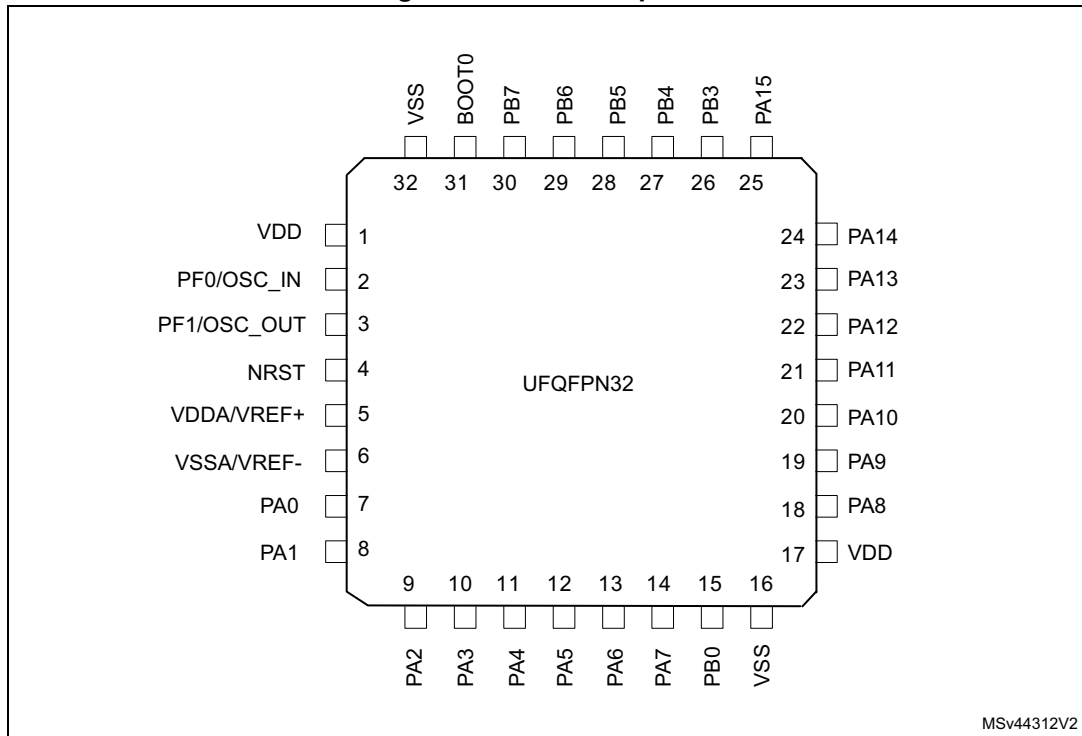 VSS
BOOT0
PB7
PB6
PB5
PB4
PB3
PA15
32 31 30 29 28 27 26 25
VDD 1
PF0/OSC_IN 2
PF1/OSC_OUT 3
NRST 4
VDDA/VREF+ 5
VSSA/VREF- 6
PA0 7
PA1 8
24 PA14
23 PA13
22 PA12
21 PA11
20 PA10
19 PA9
18 PA8
17 VDD
UFQFPN32
9 10 11 12 13 14 15 16
PA2
PA3
PA4
PA5
PA6
PA7
PB0
VSS
MSv44312V2